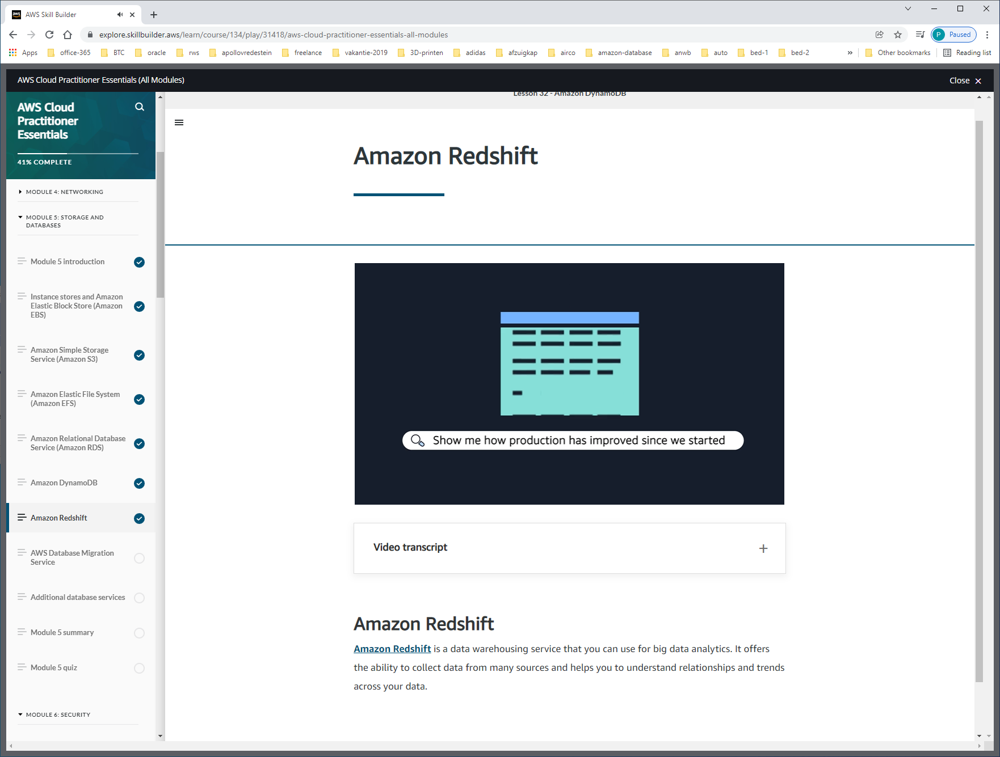 AWS Skill Builder
explore.skillbuilder.aws/learn/course/134/play/31418/aws-cloud-practitioner-essentials-all-modules
P Paused
Apps office-365 BTC oracle rws apollovredestein freelance vakantie-2019 3D-printen adidas afzuigkap airco amazon-database anwb auto bed-1 bed-2 » Other bookmarks Reading list
AWS Cloud Practitioner Essentials (All Modules)
Close
AWS Cloud
Practitioner
Essentials
41% COMPLETE
MODULE 4: NETWORKING
MODULE 5: STORAGE AND
DATABASES
Module 5 introduction
Instance stores and Amazon
Elastic Block Store (Amazon
EBS)
Amazon Simple Storage
Service (Amazon S3)
Amazon Elastic File System
(Amazon EFS)
Amazon Relational Database
Service (Amazon RDS)
Amazon DynamoDB
Amazon Redshift
AWS Database Migration
Service
Additional database services
Module 5 summary
Module 5 quiz
MODULE 6: SECURITY
Lesson 32 - Amazon DynamoDB
Amazon Redshift
Show me how production has improved since we started
Video transcript
Amazon Redshift
Amazon Redshift is a data warehousing service that you can use for big data analytics. It offers
the ability to collect data from many sources and helps you to understand relationships and trends
across your data.